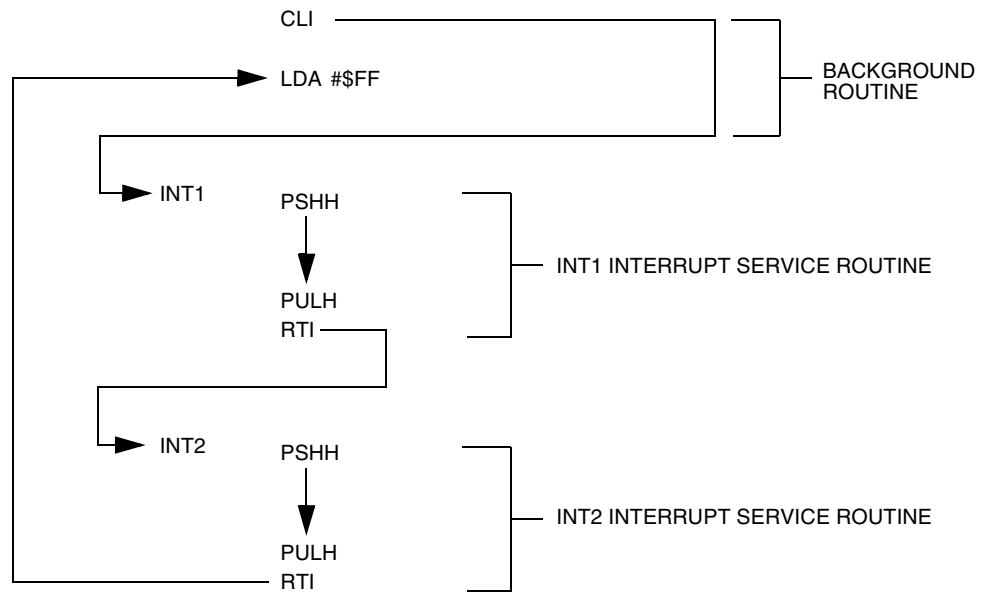 CLI
LDA #$FF
BACKGROUND
ROUTINE
INT1
PSHH
INT1 INTERRUPT SERVICE ROUTINE
PULH
RTI
INT2
PSHH
INT2 INTERRUPT SERVICE ROUTINE
PULH
RTI